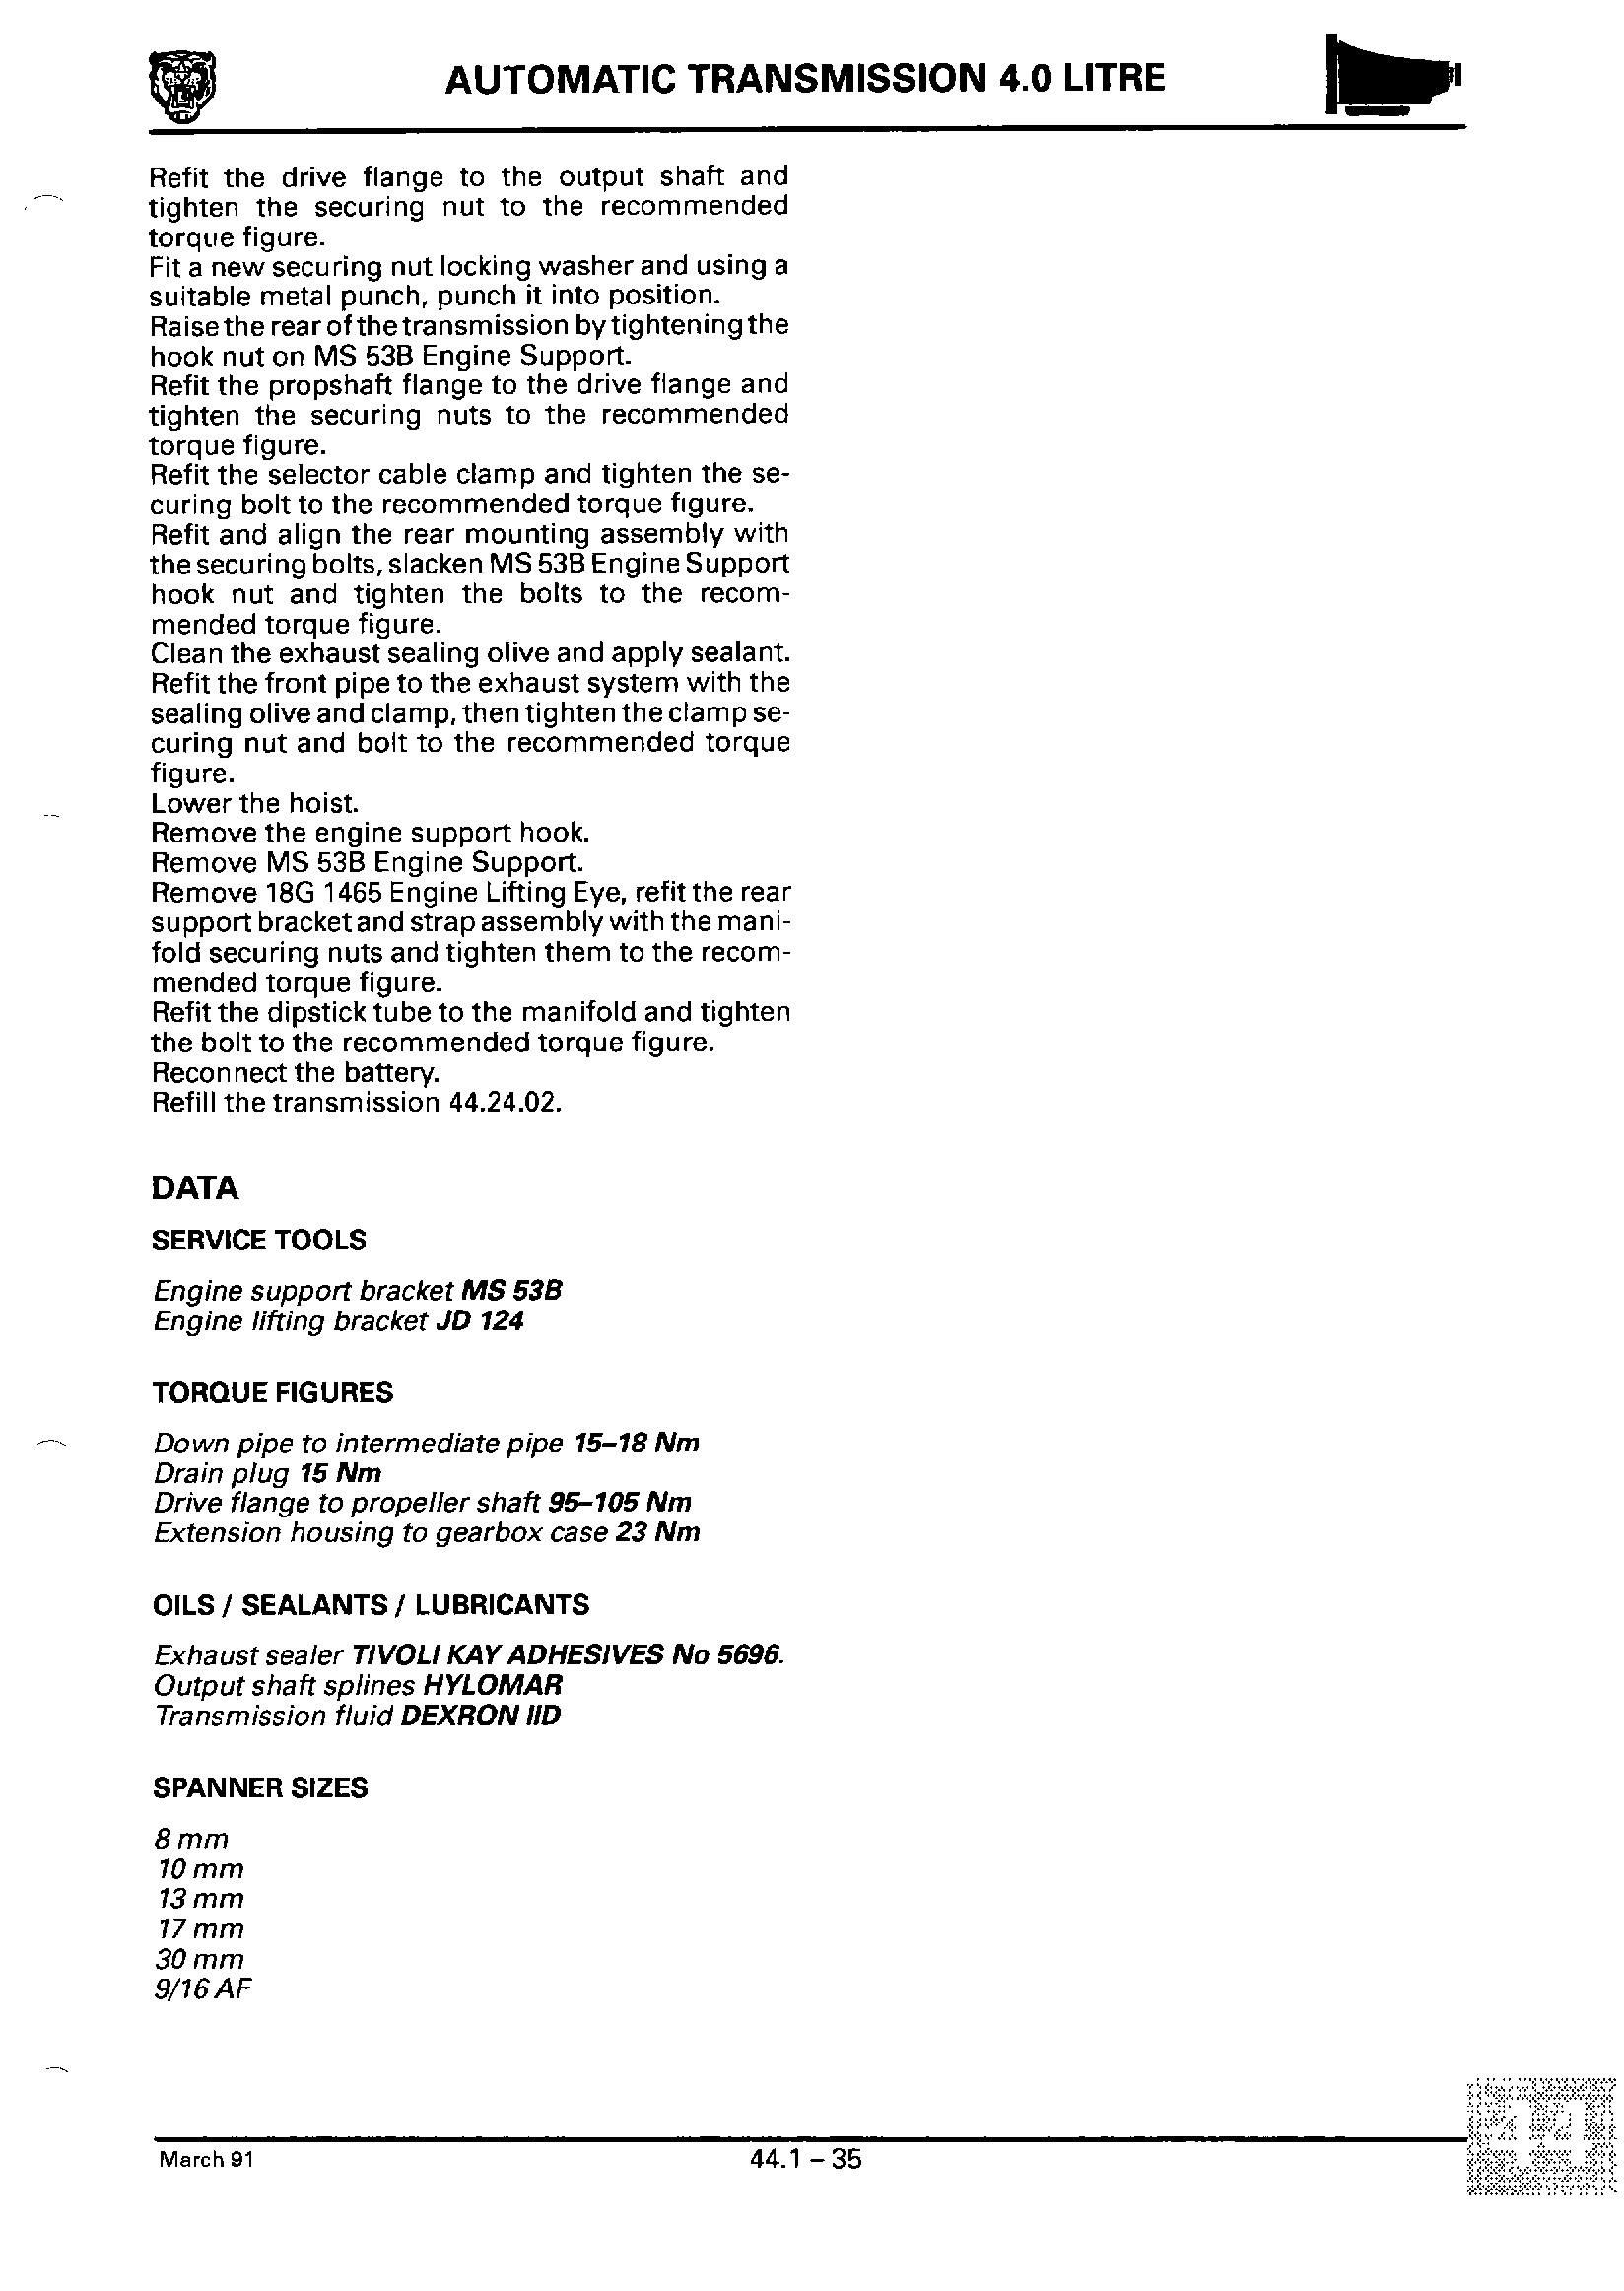 AUTOMATIC TRANSMISSION 4.0 LITRE
Refit the drive flange to the output shaft and
tighten the securing nut to the recommended
torque figure.
Fit a new securing nut locking washer and using a
suitable metal punch, punch it into position.
Raise the rear of the transmission by tightening the
hook nut on MS 53B Engine Support.
Refit the propshaft flange to the drive flange and
tighten the securing nuts to the recommended
torque figure.
Refit the selector cable clamp and tighten the se-
curing bolt to the recommended torque figure.
Refit and align the rear mounting assembly with
the securing bolts, slacken MS 53B Engine Support
hook nut and tighten the bolts to the recom-
mended torque figure.
Clean the exhaust sealing olive and apply sealant.
Refit the front pipe to the exhaust system with the
sealing olive and clamp, then tighten the clamp se-
curing nut and bolt to the recommended torque
figure.
Lower the hoist.
Remove the engine support hook.
Remove MS 53B Engine Support.
Remove 18G 1465 Engine Lifting Eye, refit the rear
support bracket and strap assembly with the mani-
fold securing nuts and tighten them to the recom-
mended torque figure.
Refit the dipstick tube to the manifold and tighten
the bolt to the recommended torque figure.
Reconnect the battery.
Refill the transmission 44.24.02.
DATA
SERVICE TOOLS
Engine support bracket MS 53B
Engine lifting bracket JD 124
TORQUE FIGURES
Down pipe to intermediate pipe 15–18 Nm
Drain plug 15 Nm
Drive flange to propeller shaft 95–105 Nm
Extension housing to gearbox case 23 Nm
OILS / SEALANTS / LUBRICANTS
Exhaust sealer TIVOLI KAY ADHESIVES No 5696.
Output shaft splines HYLOMAR
Transmission fluid DEXRON IID
SPANNER SIZES
8 mm
10 mm
13 mm
17 mm
30 mm
9/16 AF
44
March 91
44.1 – 35